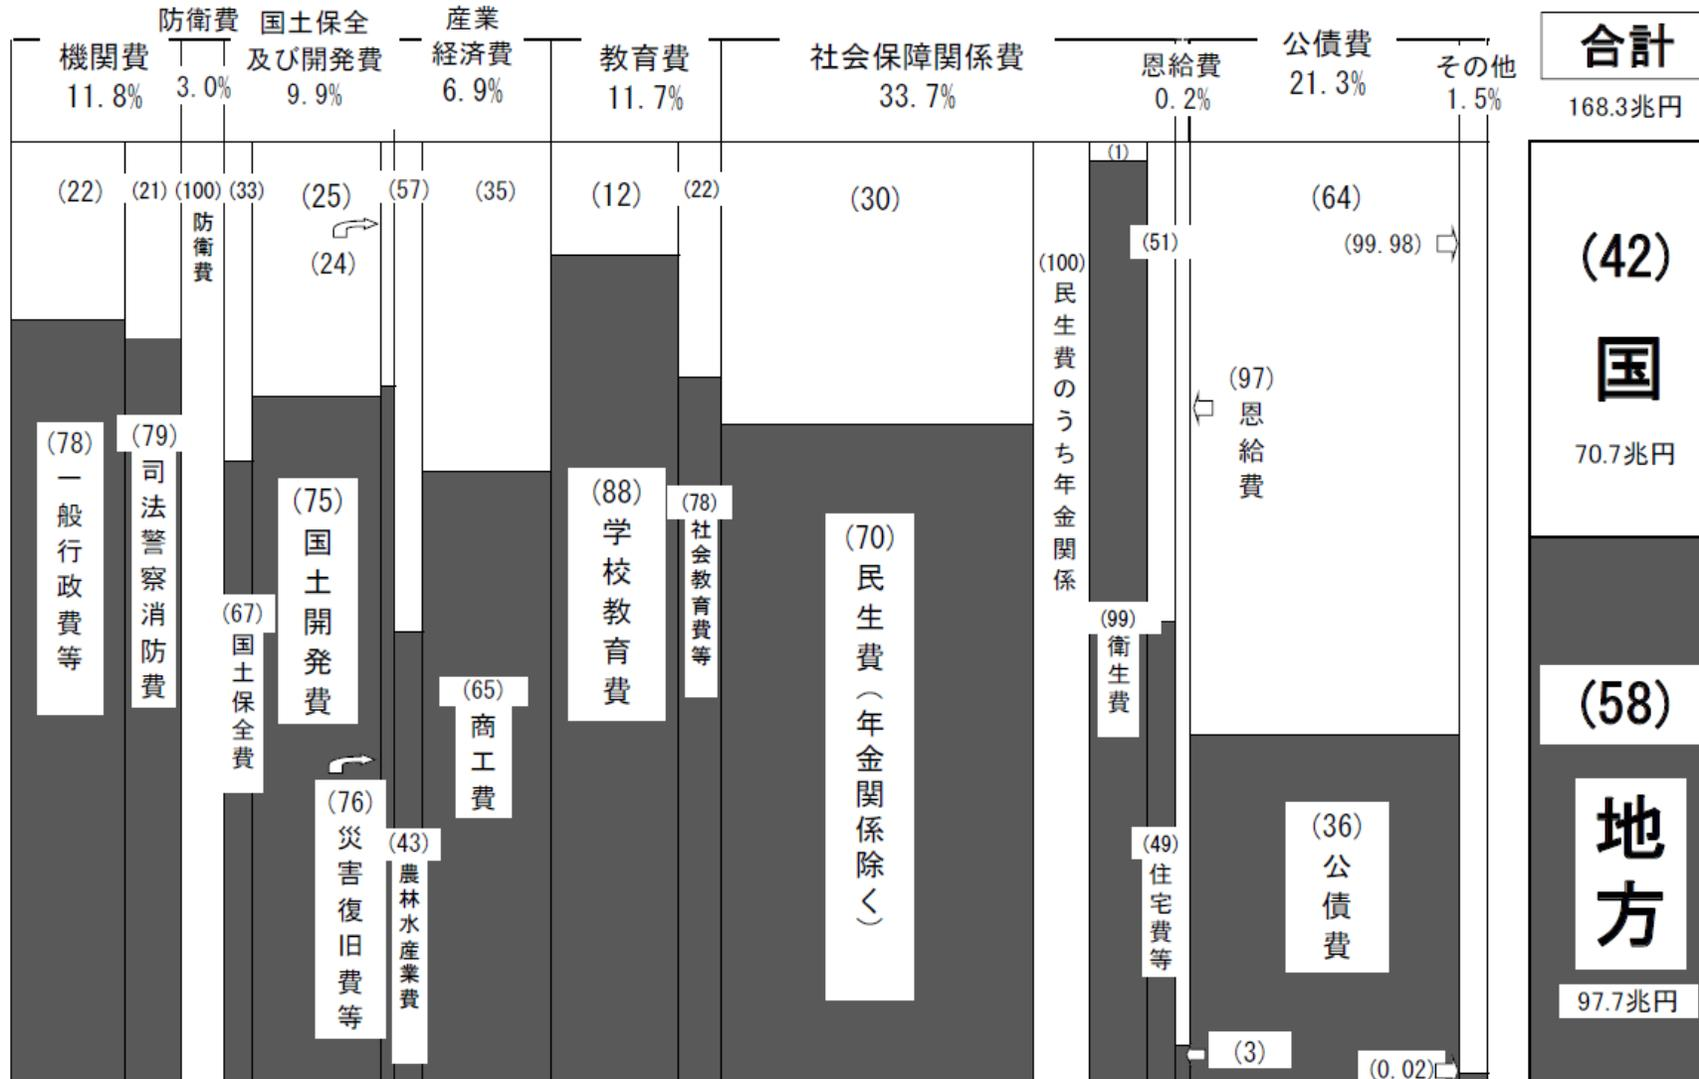 機関費
11.8%
防衛費
3.0%
国土保全
及び開発費
9.9%
産業
経済費
6.9%
教育費
11.7%
社会保障関係費
33.7%
恩給費
0.2%
公債費
21.3%
その他
1.5%
合計
168.3兆円
(22)
(21)
(100)
防衛費
(33)
(25)
(24)
(57)
(35)
(12)
(22)
(30)
(100)
民生費のうち年金関係
(1)
(51)
(97)
恩給費
(64)
(99.98)
(42)
国
70.7兆円
(78)
一般行政費等
(79)
司法警察消防費
(67)
国土保全費
(75)
国土開発費
(76)
災害復旧費等
(43)
農林水産業費
(65)
商工費
(88)
学校教育費
(78)
社会教育費等
(70)
民生費(年金関係除く)
(99)
衛生費
(49)
住宅費等
(3)
(36)
公債費
(0.02)
(58)
地方
97.7兆円